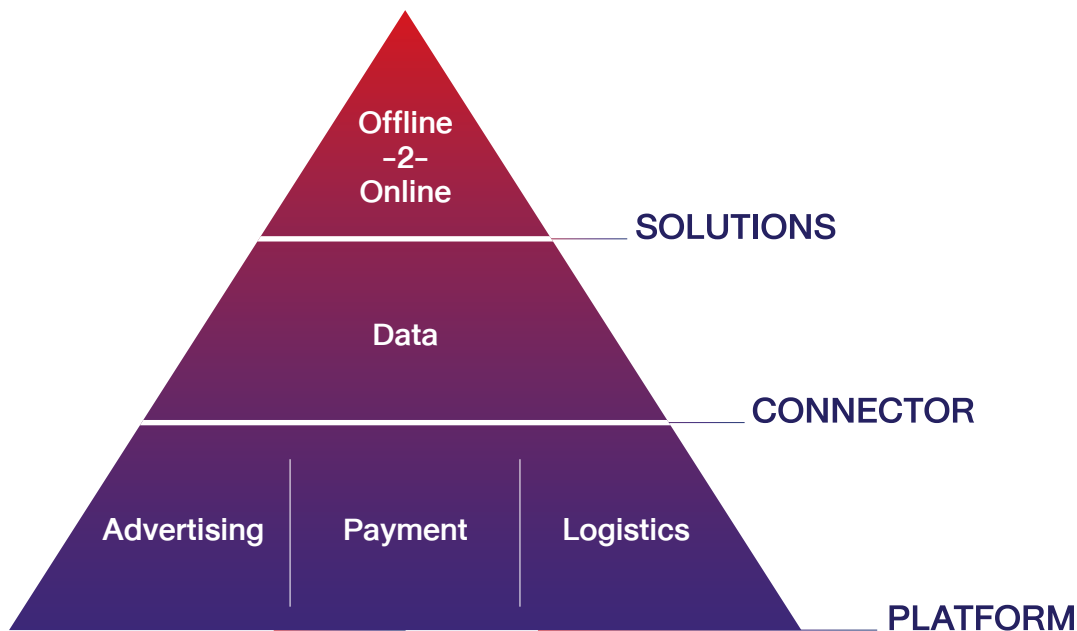 Offline
-2-
Online
SOLUTIONS
Data
CONNECTOR
Advertising
Payment
Logistics
PLATFORM